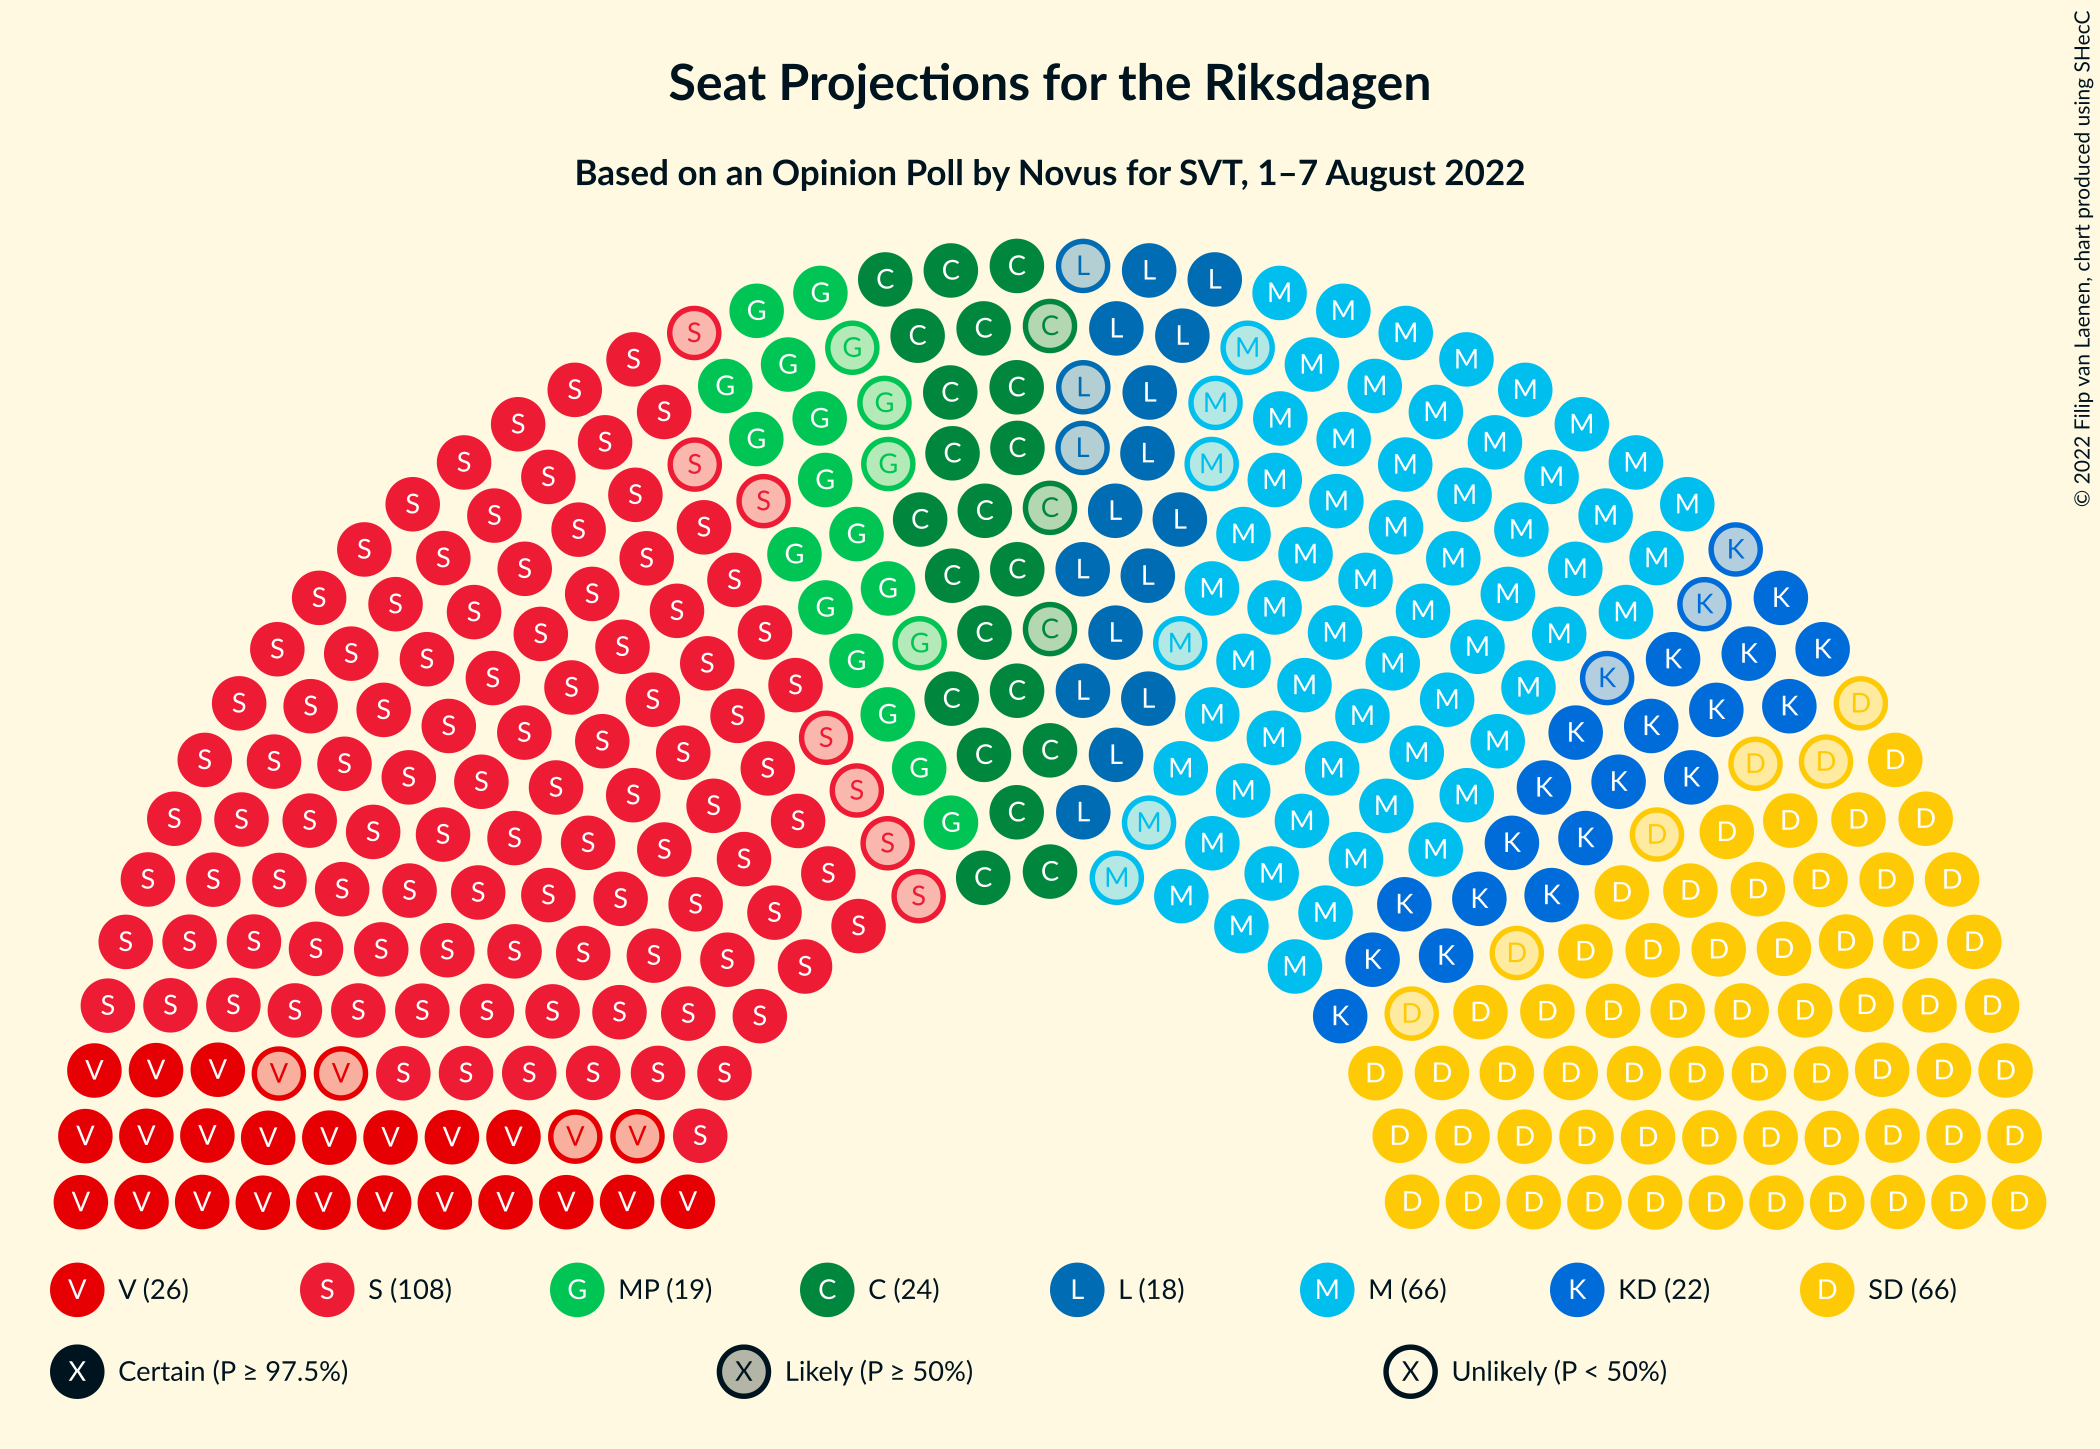 Seat Projections for the Riksdagen
Based on an Opinion Poll by Novus for SVT, 1–7 August 2022
© 2022 Filip van Laenen, chart produced using SHecC
V V (26) S S (108) G MP (19) C C (24) L L (18) M M (66) K KD (22) D SD (66)
X Certain (P ≥ 97.5%) X Likely (P ≥ 50%) X Unlikely (P < 50%)